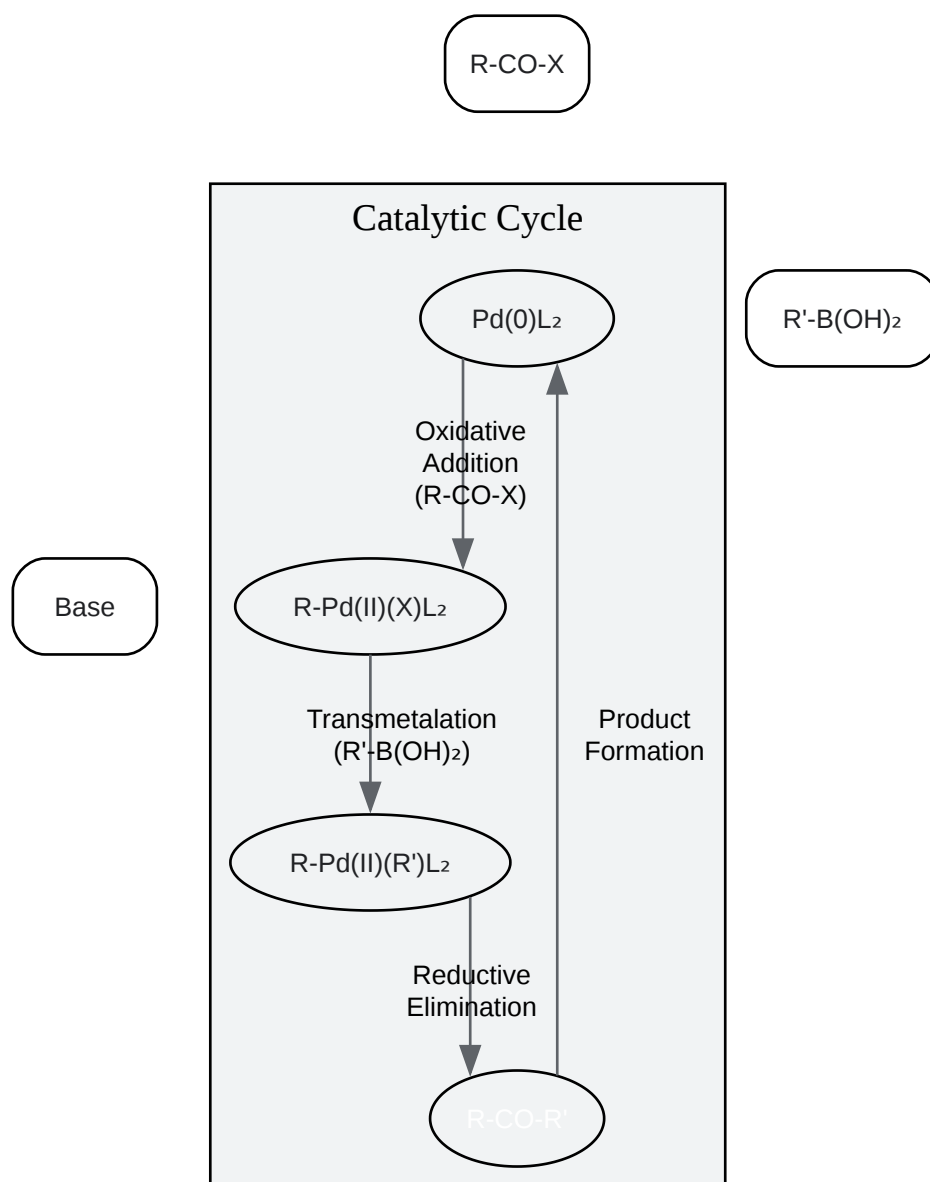 R-CO-X
Catalytic Cycle
Pd(0)L₂
R'-B(OH)₂
Oxidative
Addition
(R-CO-X)
Base
R-Pd(II)(X)L₂
Transmetalation
(R'-B(OH)₂)
Product
Formation
R-Pd(II)(R')L₂
Reductive
Elimination
R-CO-R'